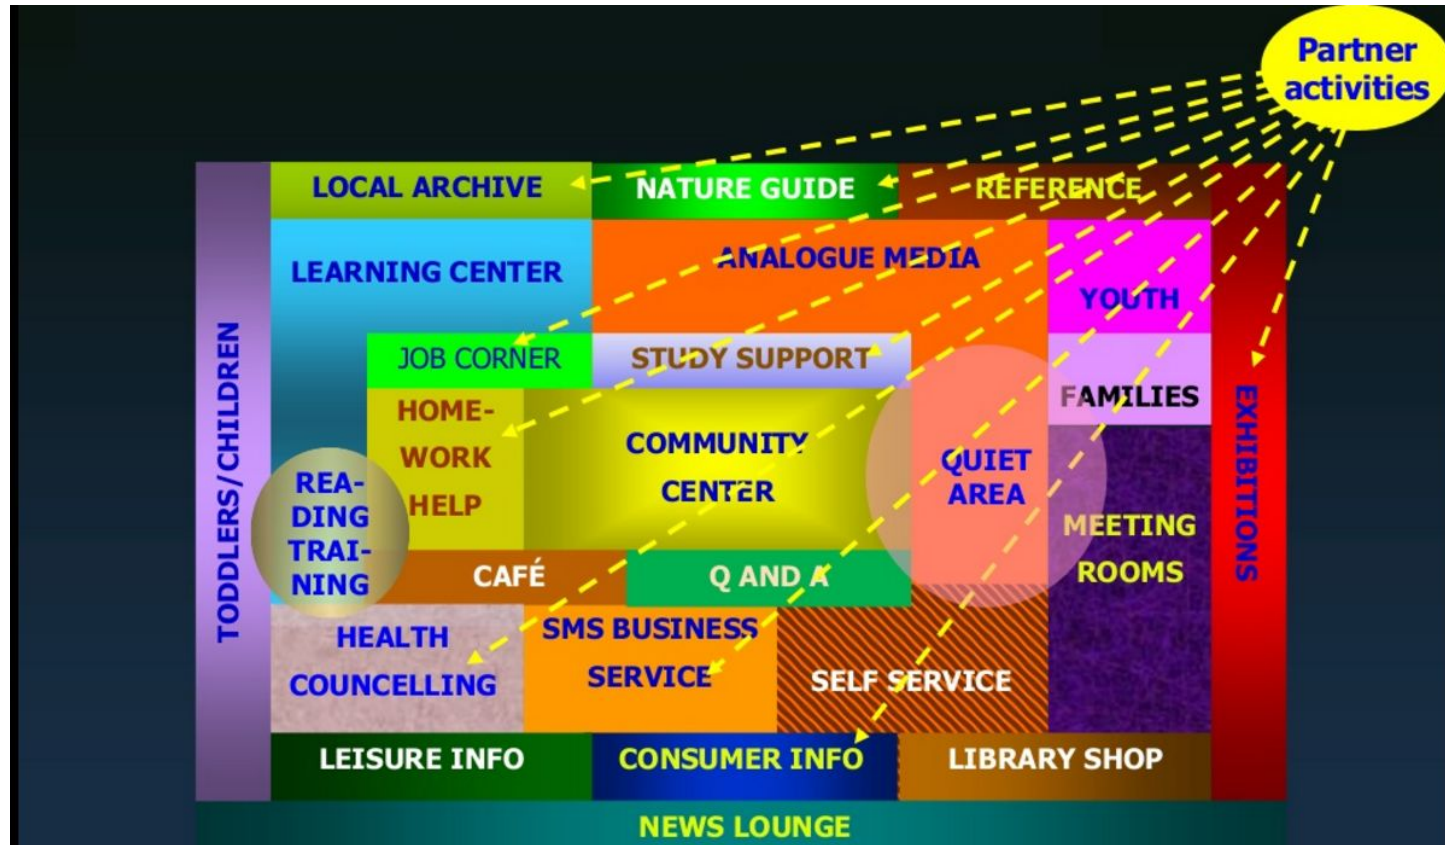 Partner
activities
LOCAL ARCHIVE
NATURE GUIDE
REFERENCE
LEARNING CENTER
ANALOGUE MEDIA
YOUTH
TODDLERS/CHILDREN
JOB CORNER
STUDY SUPPORT
FAMILIES
EXHIBITIONS
HOME-
WORK
HELP
COMMUNITY
CENTER
QUIET
AREA
REA-
DING
TRAI-
NING
MEETING
ROOMS
CAFÉ
Q AND A
HEALTH
COUNCELLING
SMS BUSINESS
SERVICE
SELF SERVICE
LEISURE INFO
CONSUMER INFO
LIBRARY SHOP
NEWS LOUNGE